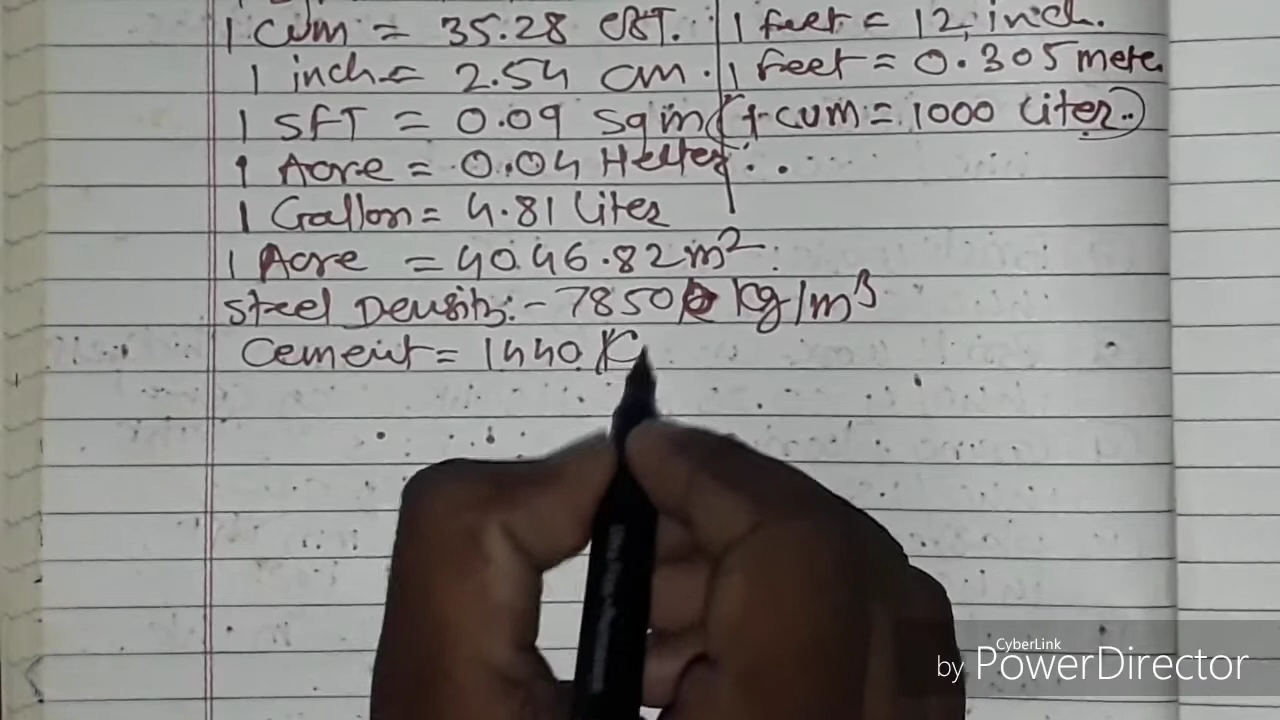 1 Cum = 35.28 CFT. 1 feet = 12, inch.
1 inch = 2.54 cm. 1 feet = 0.305 mete.
1 SFT = 0.09 Sqm (1 cum = 1000 Liter.)
1 Acre = 0.04
1 Gallon = 4.81 Liter
1 Acre = 4046.82 m²
Steel Density:- 7850 kg/m³
Cement = 1440 K
CyberLink
by PowerDirector